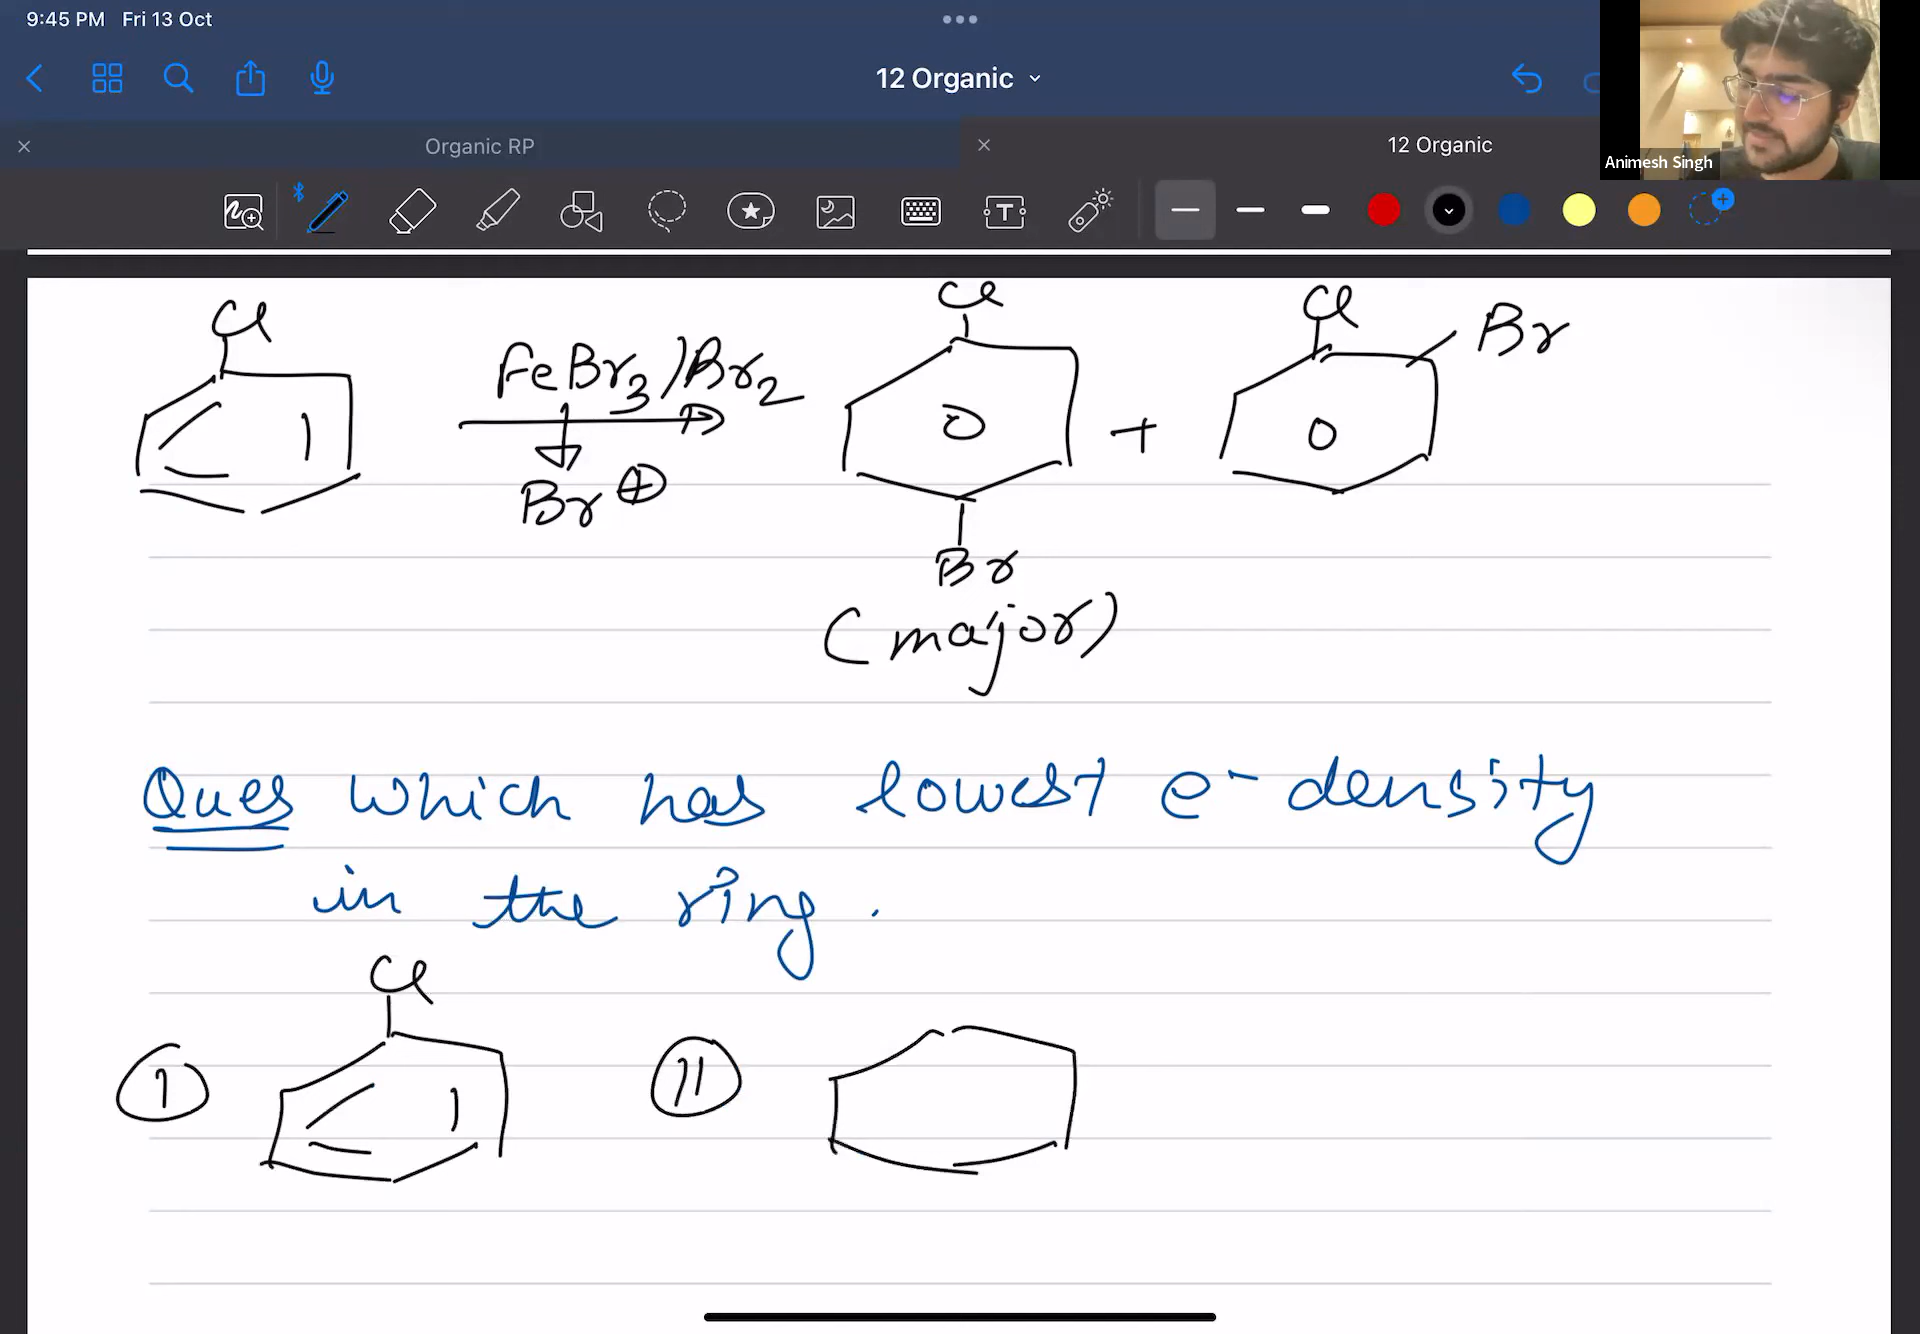 9:45 PM Fri 13 Oct
12 Organic
Organic RP
12 Organic
Animesh Singh
T
Cl
FeBr3/Br2
Br+
Cl
Br
(major)
+
Cl
Br
Ques which has lowest e- density
in the ring.
I
Cl
II